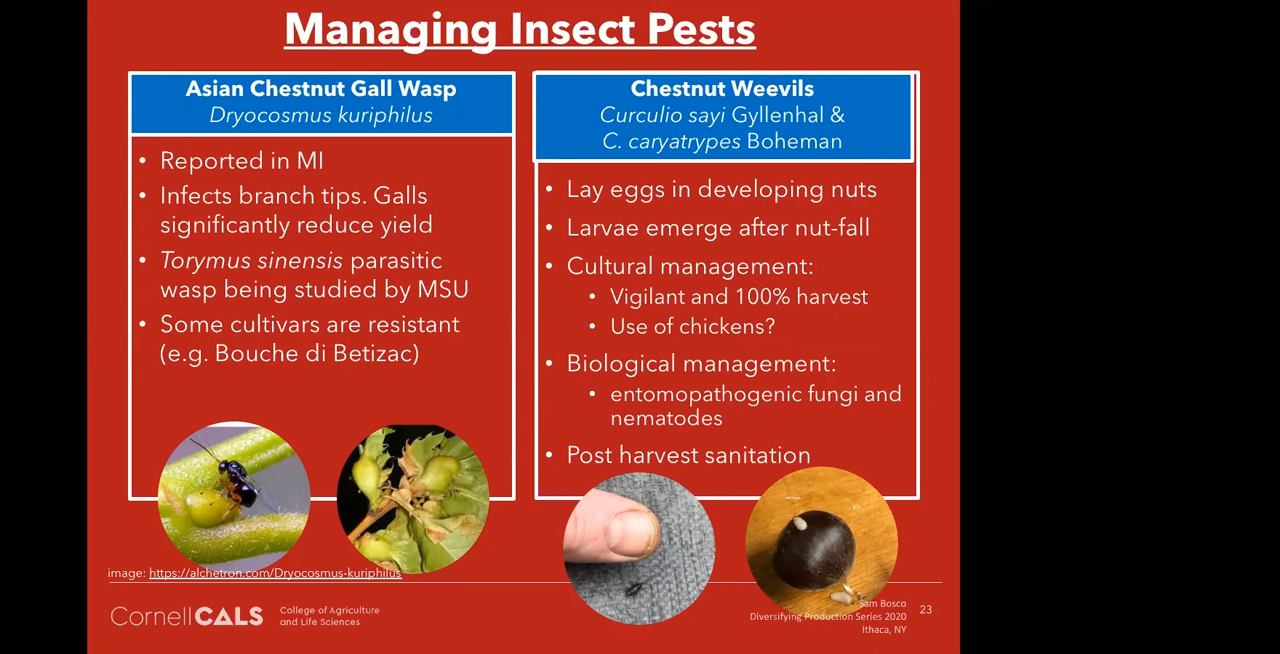 Managing Insect Pests
Asian Chestnut Gall Wasp
Dryocosmus kuriphilus
• Reported in MI
• Infects branch tips. Galls
significantly reduce yield
• Torymus sinensis parasitic
wasp being studied by MSU
• Some cultivars are resistant
(e.g. Bouche di Betizac)
Chestnut Weevils
Curculio sayi Gyllenhal &
C. caryatrypes Boheman
• Lay eggs in developing nuts
• Larvae emerge after nut-fall
• Cultural management:
• Vigilant and 100% harvest
• Use of chickens?
• Biological management:
• entomopathogenic fungi and
nematodes
• Post harvest sanitation
image: https://alchetron.com/Dryocosmus-kuriphilus
CornellCALS
College of Agriculture
and Life Sciences
Sam Bosco
Diversifying Production Series 2020
Ithaca, NY
23